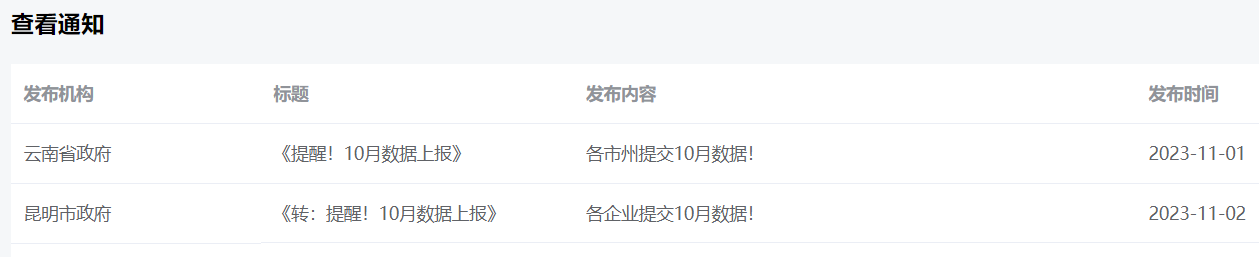 查看通知
发布机构 标题 发布内容 发布时间
云南省政府 《提醒！10月数据上报》 各市州提交10月数据！ 2023-11-01
昆明市政府 《转：提醒！10月数据上报》 各企业提交10月数据！ 2023-11-02